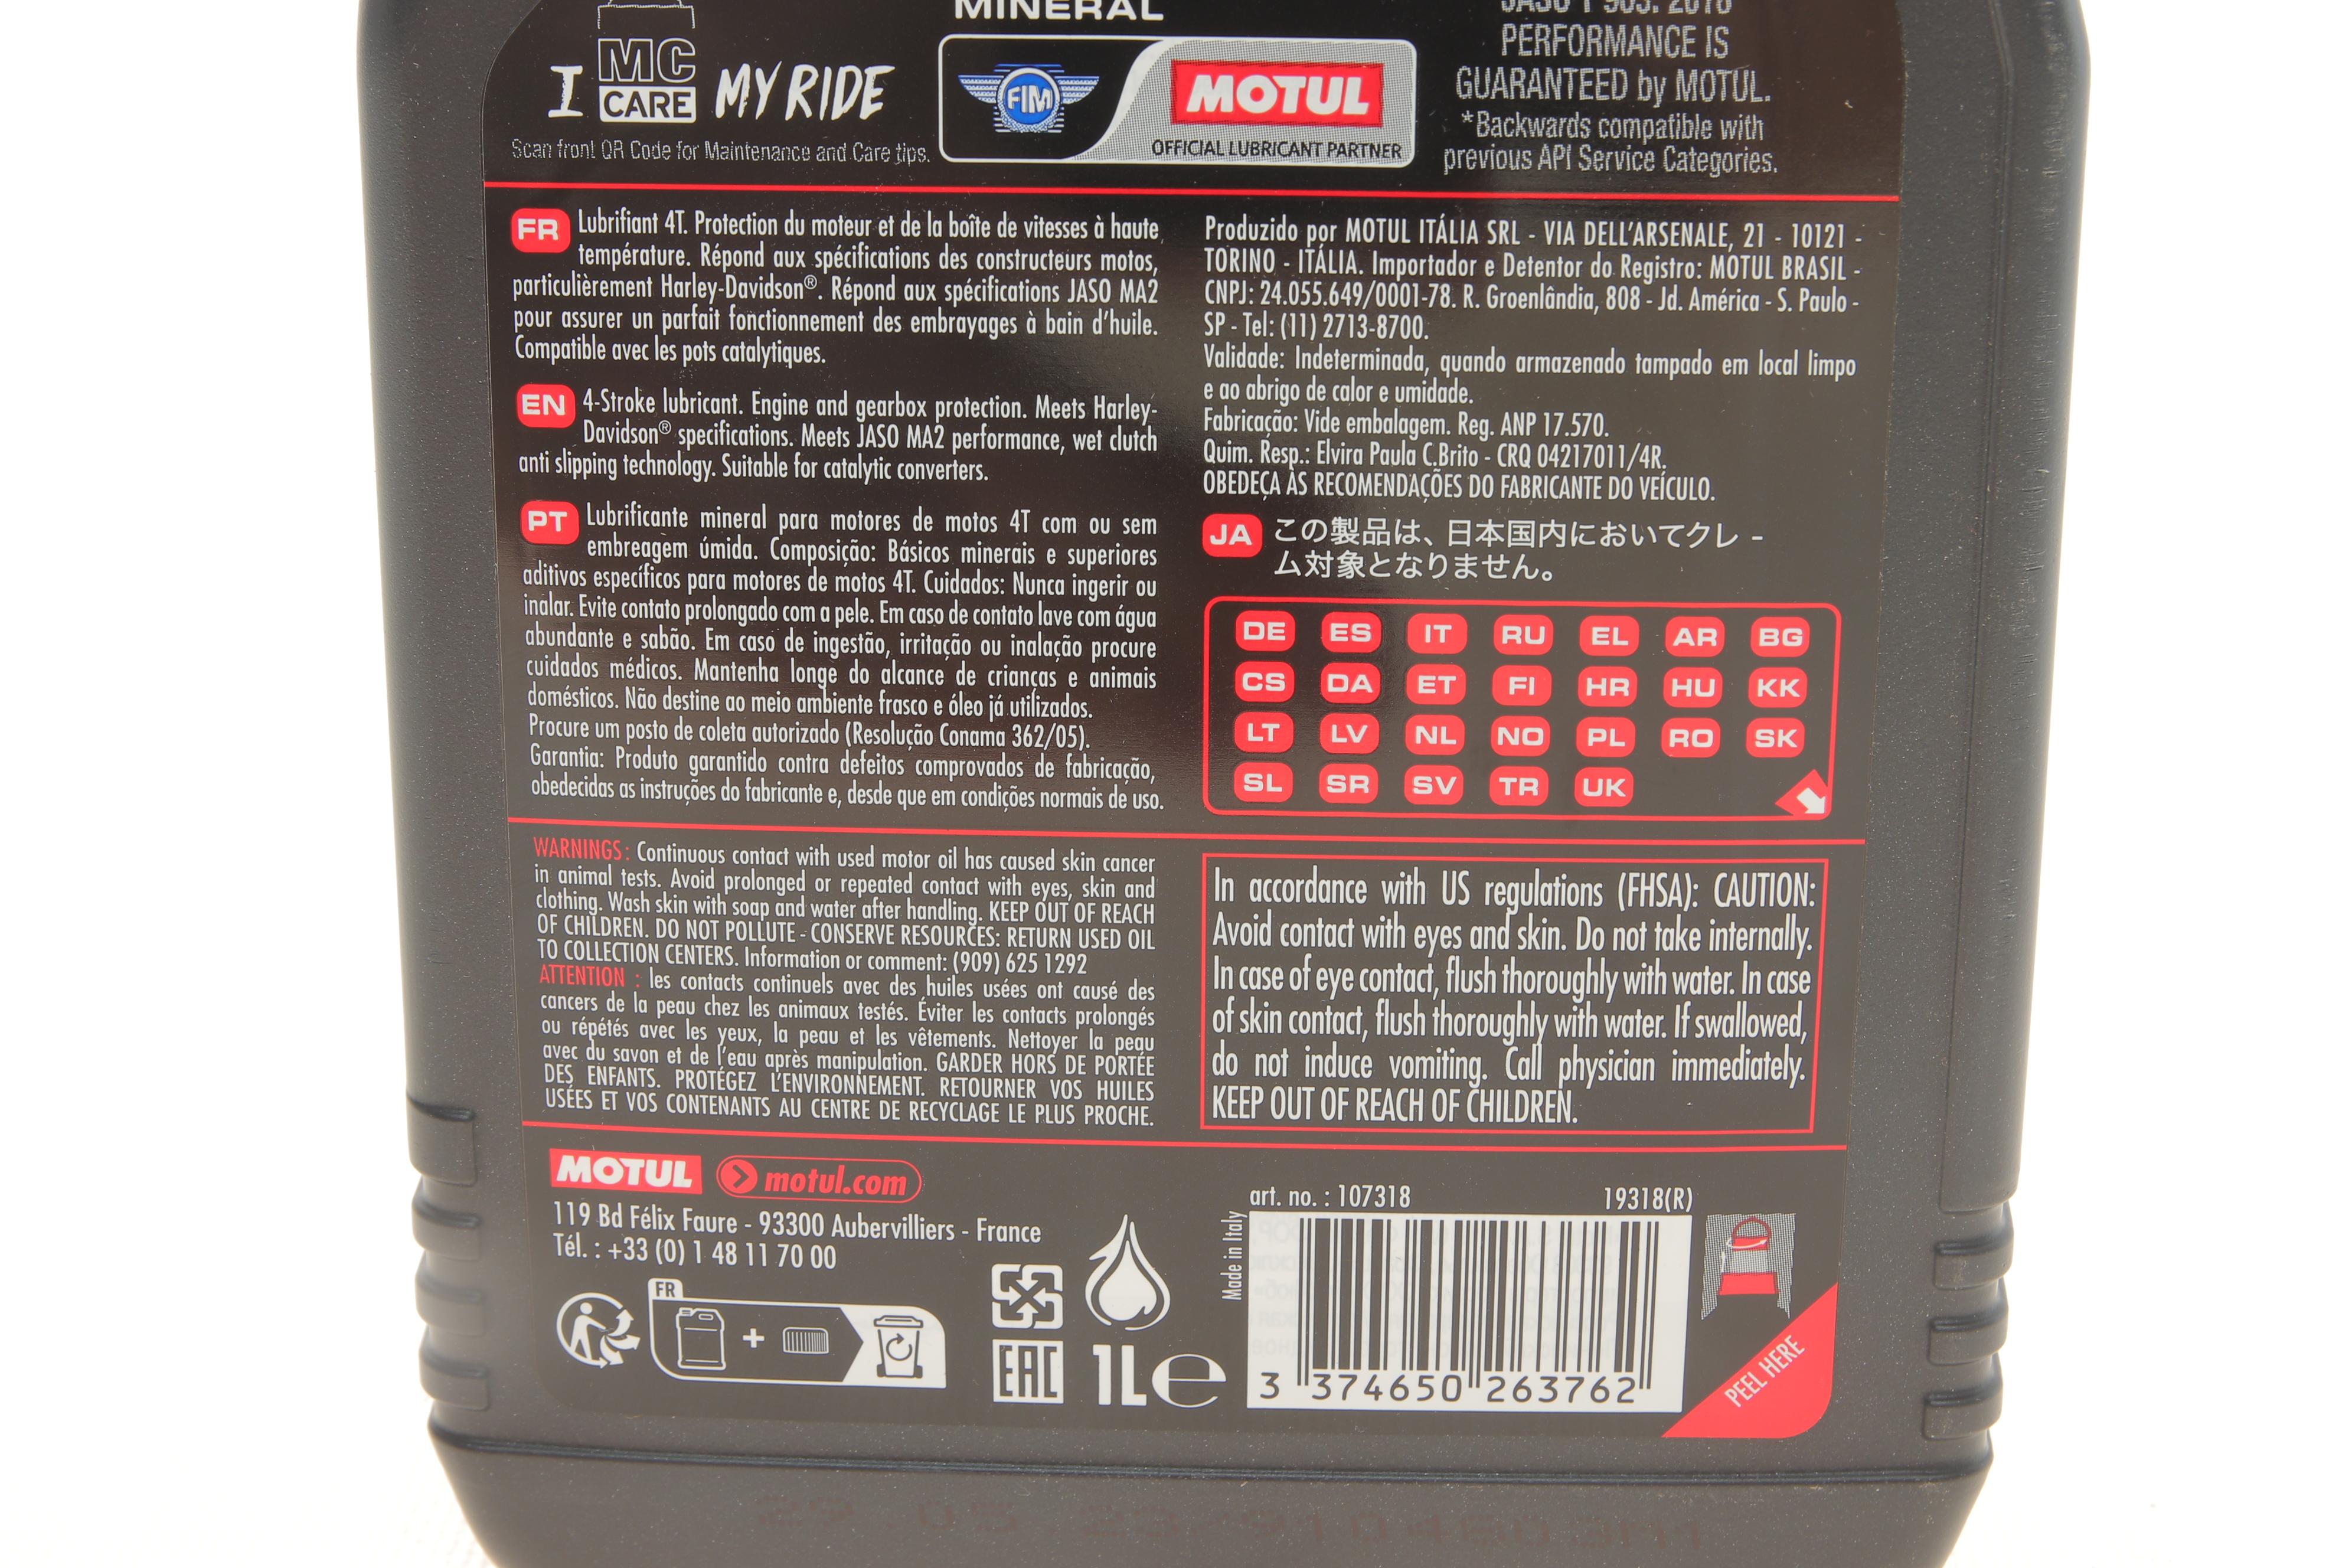 MINERAL
I MC CARE MY RIDE
Scan front QR Code for Maintenance and Care tips.
FIM
MOTUL
OFFICIAL LUBRICANT PARTNER
JASO T 903: 2016
PERFORMANCE IS
GUARANTEED by MOTUL.
*Backwards compatible with
previous API Service Categories.
FR Lubrifiant 4T. Protection du moteur et de la boîte de vitesses à haute
température. Répond aux spécifications des constructeurs motos,
particulièrement Harley-Davidson®. Répond aux spécifications JASO MA2
pour assurer un parfait fonctionnement des embrayages à bain d'huile.
Compatible avec les pots catalytiques.
EN 4-Stroke lubricant. Engine and gearbox protection. Meets Harley-
Davidson® specifications. Meets JASO MA2 performance, wet clutch
anti slipping technology. Suitable for catalytic converters.
PT Lubrificante mineral para motores de motos 4T com ou sem
embreagem úmida. Composição: Básicos minerais e superiores
aditivos específicos para motores de motos 4T. Cuidados: Nunca ingerir ou
inalar. Evite contato prolongado com a pele. Em caso de contato lave com água
abundante e sabão. Em caso de ingestão, irritação ou inalação procure
cuidados médicos. Mantenha longe do alcance de crianças e animais
domésticos. Não destine ao meio ambiente frasco e óleo já utilizados.
Procure um posto de coleta autorizado (Resolução Conama 362/05).
Garantia: Produto garantido contra defeitos comprovados de fabricação,
obedecidas as instruções do fabricante e, desde que em condições normais de uso.
Produzido por MOTUL ITÁLIA SRL - VIA DELL'ARSENALE, 21 - 10121 -
TORINO - ITÁLIA. Importador e Detentor do Registro: MOTUL BRASIL -
CNPJ: 24.055.649/0001-78. R. Groenlândia, 808 - Jd. América - S. Paulo -
SP - Tel: (11) 2713-8700.
Validade: Indeterminada, quando armazenado tampado em local limpo
e ao abrigo de calor e umidade.
Fabricação: Vide embalagem. Reg. ANP 17.570.
Quim. Resp.: Elvira Paula C.Brito - CRQ 04217011/4R.
OBEDEÇA ÀS RECOMENDAÇÕES DO FABRICANTE DO VEÍCULO.
JA この製品は、日本国内においてクレ -
ム対象となりません。
DE ES IT RU EL AR BG
CS DA ET FI HR HU KK
LT LV NL NO PL RO SK
SL SR SV TR UK
WARNINGS: Continuous contact with used motor oil has caused skin cancer
in animal tests. Avoid prolonged or repeated contact with eyes, skin and
clothing. Wash skin with soap and water after handling. KEEP OUT OF REACH
OF CHILDREN. DO NOT POLLUTE - CONSERVE RESOURCES: RETURN USED OIL
TO COLLECTION CENTERS. Information or comment: (909) 625 1292
ATTENTION : les contacts continuels avec des huiles usées ont causé des
cancers de la peau chez les animaux testés. Éviter les contacts prolongés
ou répétés avec les yeux, la peau et les vêtements. Nettoyer la peau
avec du savon et de l'eau après manipulation. GARDER HORS DE PORTÉE
DES ENFANTS. PROTÉGEZ L'ENVIRONNEMENT. RETOURNER VOS HUILES
USÉES ET VOS CONTENANTS AU CENTRE DE RECYCLAGE LE PLUS PROCHE.
In accordance with US regulations (FHSA): CAUTION:
Avoid contact with eyes and skin. Do not take internally.
In case of eye contact, flush thoroughly with water. In case
of skin contact, flush thoroughly with water. If swallowed,
do not induce vomiting. Call physician immediately.
KEEP OUT OF REACH OF CHILDREN.
MOTUL motul.com
119 Bd Félix Faure - 93300 Aubervilliers - France
Tél. : +33 (0) 1 48 11 70 00
FR
EAC
1L e
art. no. : 107318 19318(R)
Made in Italy
3 374650 263762
PEEL HERE